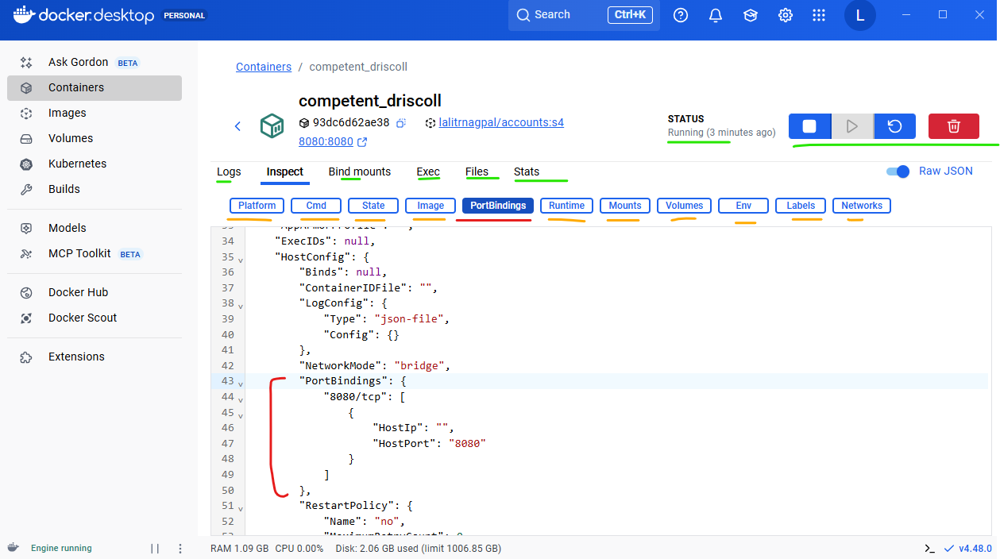 docker.desktop PERSONAL
Search Ctrl+K
L
Ask Gordon BETA
Containers
Images
Volumes
Kubernetes
Builds
Models
MCP Toolkit BETA
Docker Hub
Docker Scout
Extensions
Containers / competent_driscoll
competent_driscoll
93dc6d62ae38 lalitrnagpal/accounts:s4
8080:8080
STATUS
Running (3 minutes ago)
Logs Inspect Bind mounts Exec Files Stats
Raw JSON
Platform Cmd State Image PortBindings Runtime Mounts Volumes Env Labels Networks
33 "AppArmorProfile": "",
34 "ExecIDs": null,
35 "HostConfig": {
36 "Binds": null,
37 "ContainerIDFile": "",
38 "LogConfig": {
39 "Type": "json-file",
40 "Config": {}
41 },
42 "NetworkMode": "bridge",
43 "PortBindings": {
44 "8080/tcp": [
45 {
46 "HostIp": "",
47 "HostPort": "8080"
48 }
49 ]
50 },
51 "RestartPolicy": {
52 "Name": "no",
53 "MaximumRetryCount": 0
Engine running
RAM 1.09 GB CPU 0.00% Disk: 2.06 GB used (limit 1006.85 GB)
v4.48.0